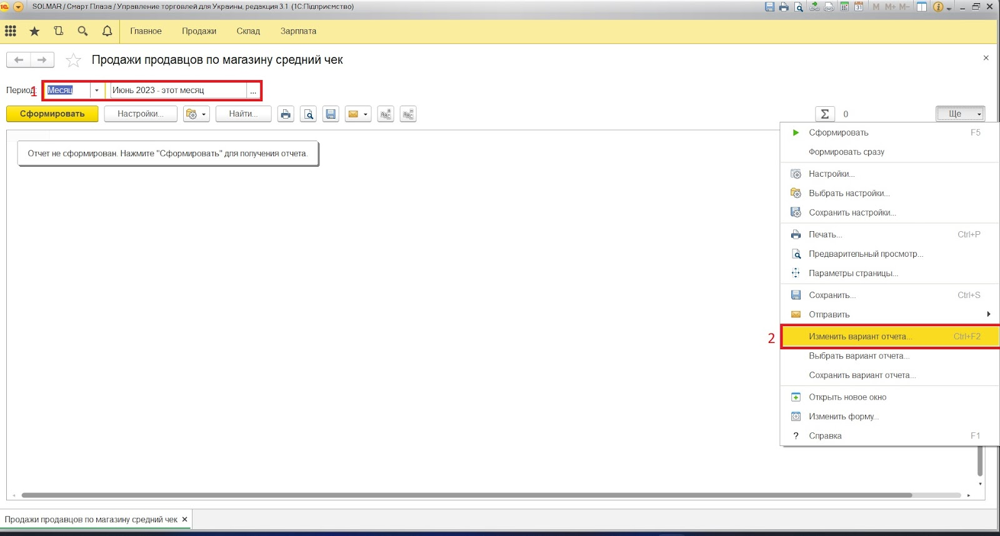 SOLMAR / Смарт Плаза / Управление торговлей для Украины, редакция 3.1 (1С:Підприємство)
M M+ M-
Главное Продажи Склад Зарплата
Продажи продавцов по магазину средний чек
Период: 1 Месяц Июнь 2023 - этот месяц ...
Сформировать Настройки... Найти... Σ 0 Ще
Отчет не сформирован. Нажмите "Сформировать" для получения отчета.
Сформировать F5
Формировать сразу
Настройки...
Выбрать настройки...
Сохранить настройки...
Печать... Ctrl+P
Предварительный просмотр...
Параметры страницы...
Сохранить... Ctrl+S
Отправить
2 Изменить вариант отчета... Ctrl+F2
Выбрать вариант отчета...
Сохранить вариант отчета...
Открыть новое окно
Изменить форму...
? Справка F1
Продажи продавцов по магазину средний чек